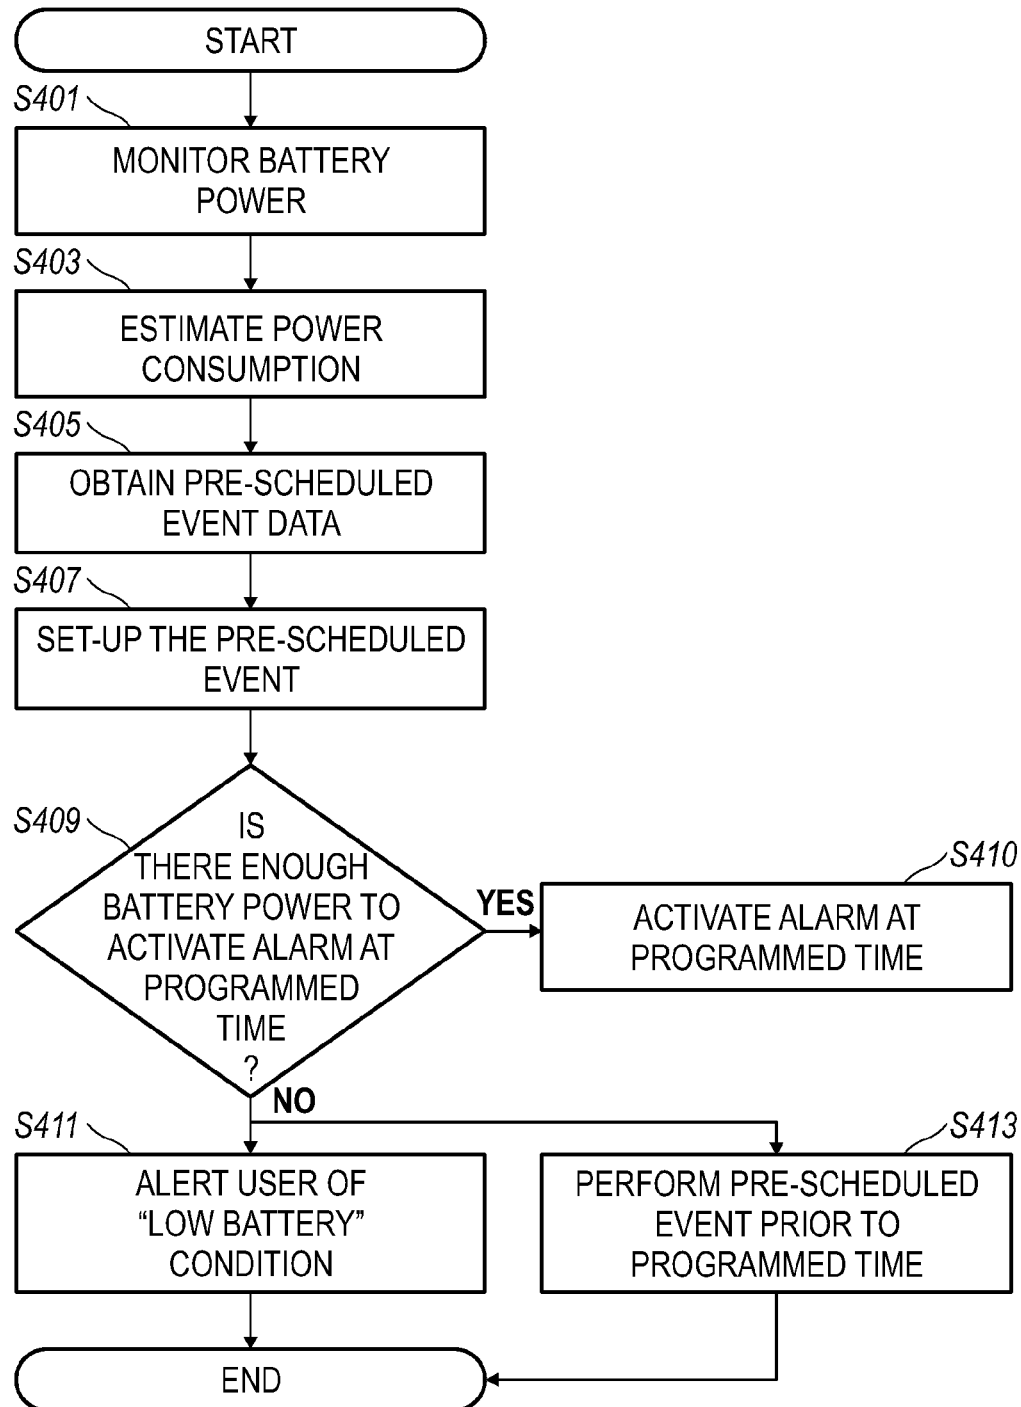 START
S401
MONITOR BATTERY
POWER
S403
ESTIMATE POWER
CONSUMPTION
S405
OBTAIN PRE-SCHEDULED
EVENT DATA
S407
SET-UP THE PRE-SCHEDULED
EVENT
S409
IS
THERE ENOUGH
BATTERY POWER TO
ACTIVATE ALARM AT
PROGRAMMED
TIME
?
YES
S410
ACTIVATE ALARM AT
PROGRAMMED TIME
NO
S411
ALERT USER OF
“LOW BATTERY”
CONDITION
S413
PERFORM PRE-SCHEDULED
EVENT PRIOR TO
PROGRAMMED TIME
END